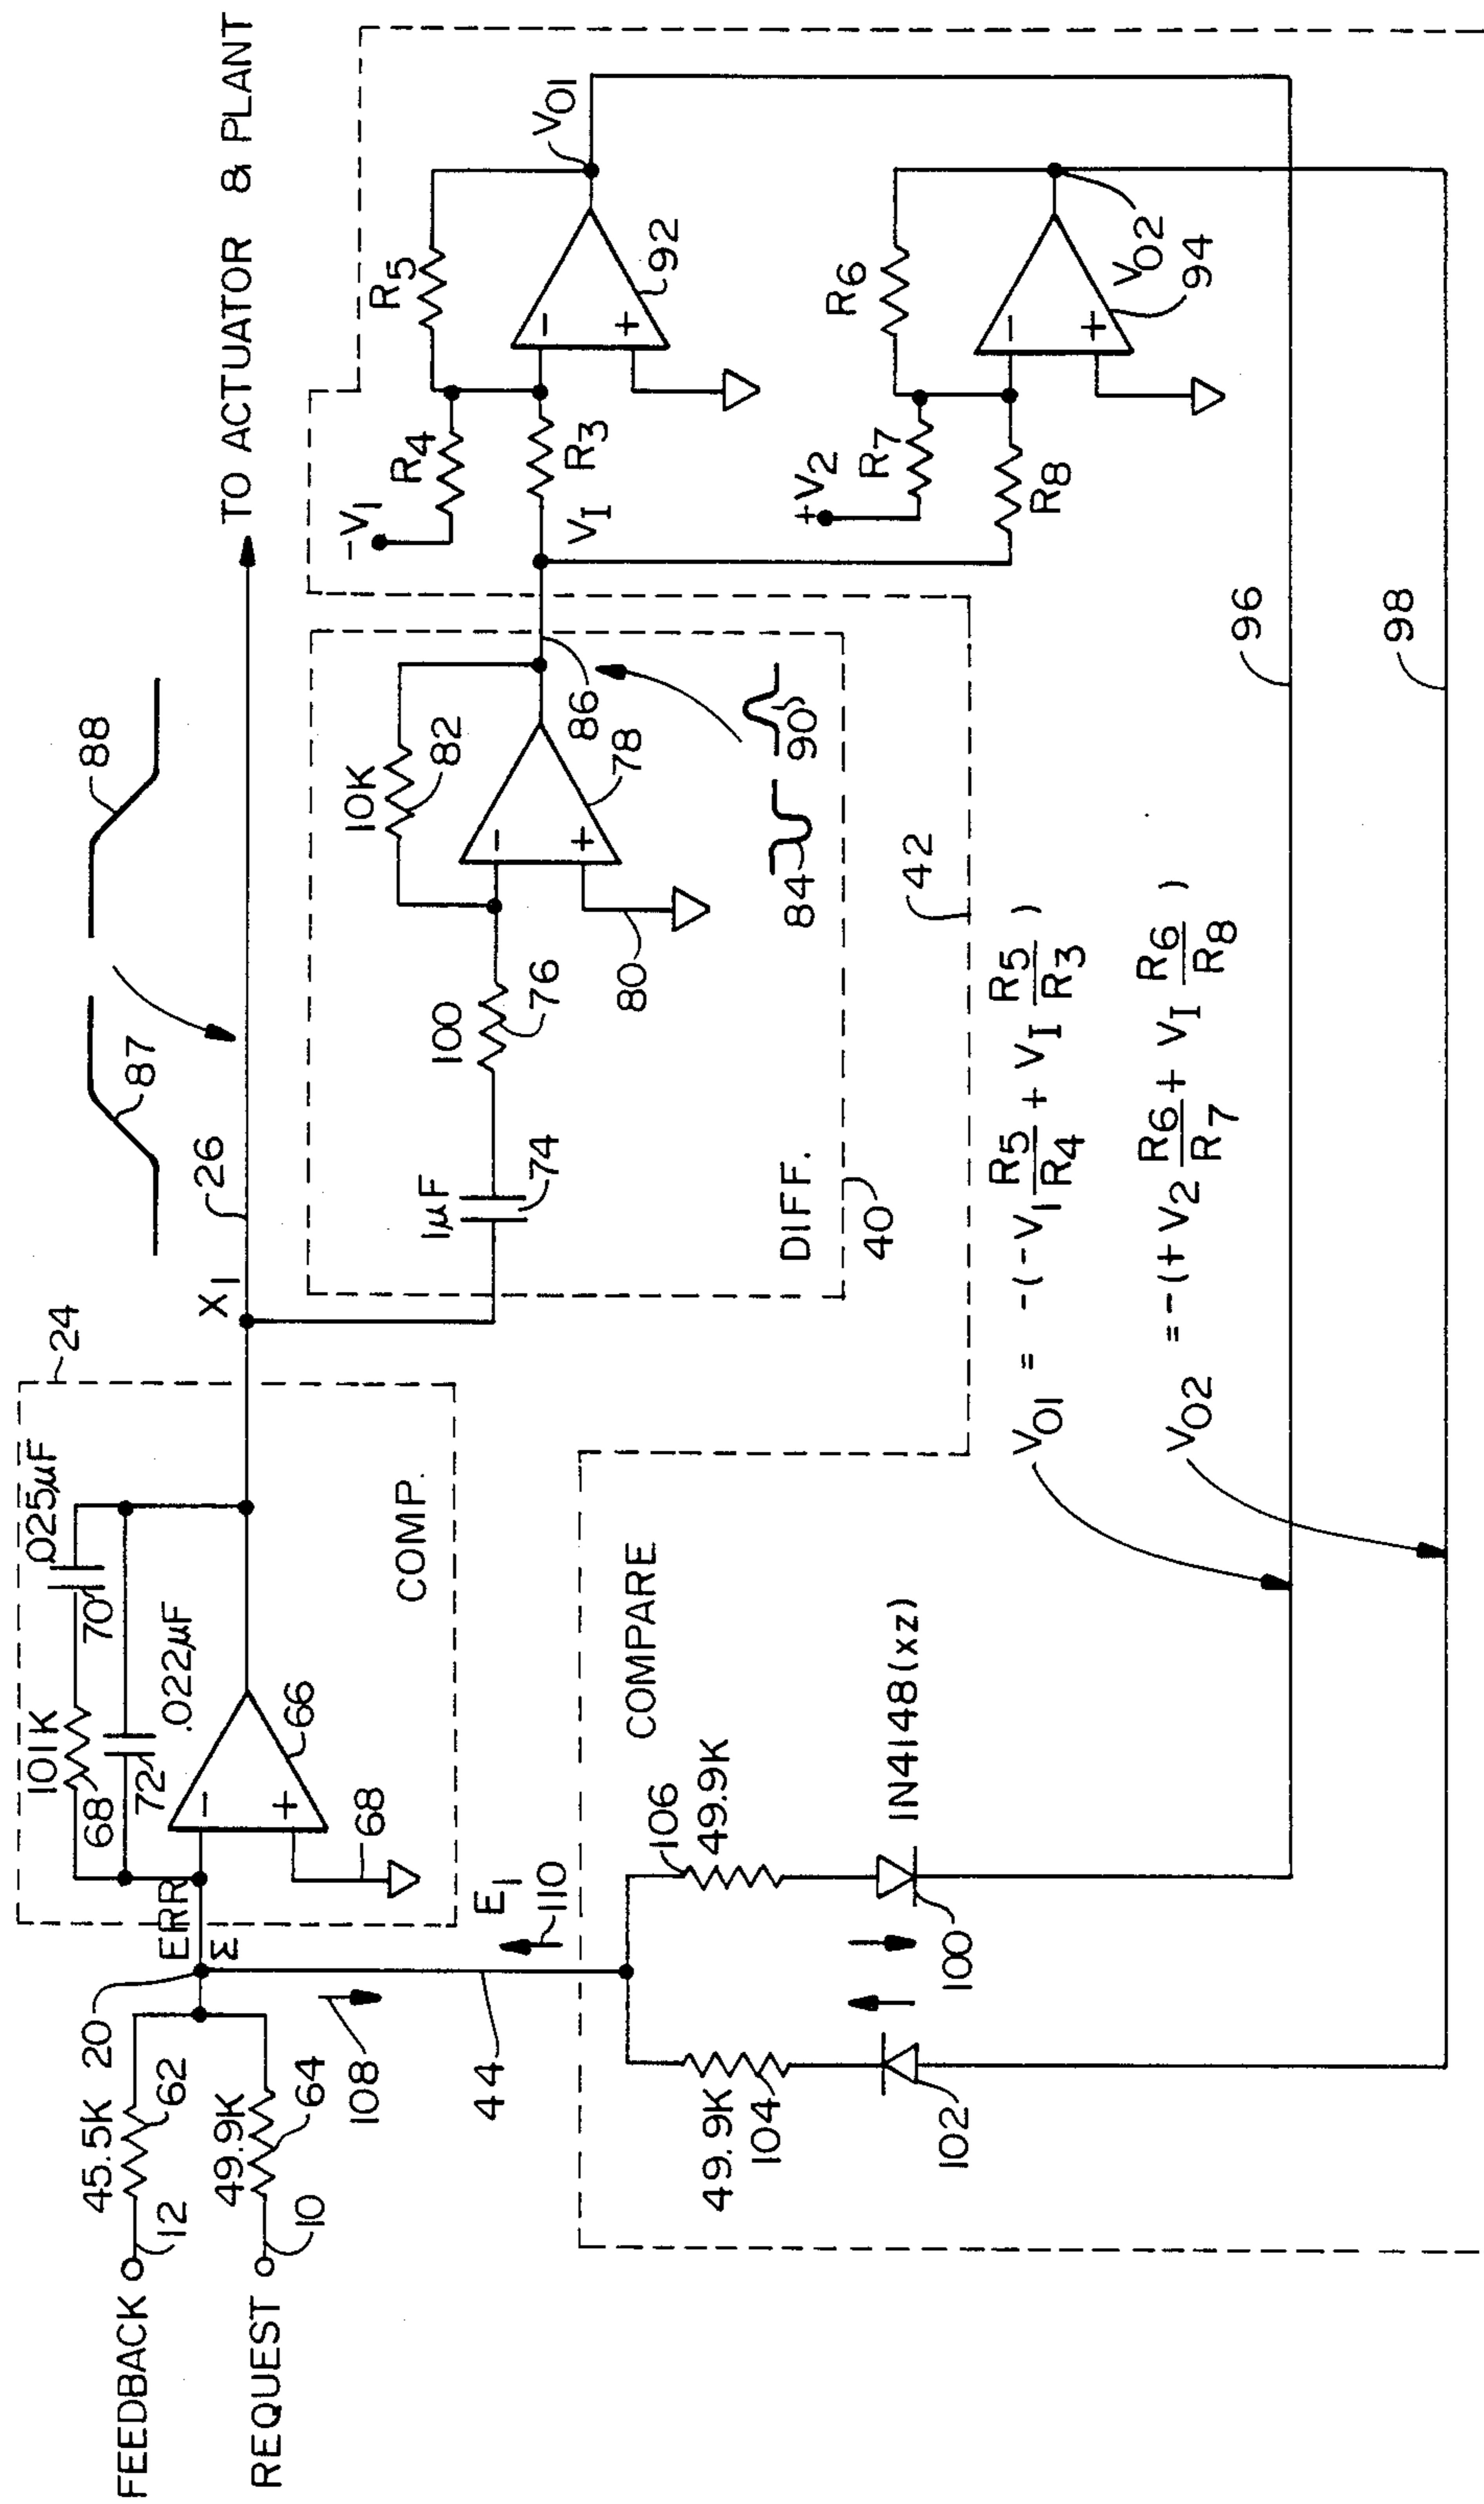 FEEDBACK
12
45.5K
62
REQUEST
10
49.9K
64
20
ERR
Σ
108
44
E1
110
24
COMP.
101K
68
.025µF
70
72
.022µF
66
68
X1
26
87
88
TO ACTUATOR & PLANT
DIFF.
40
1µF
74
100
76
80
10K
82
78
86
84
90
−
+
42
-V1
R4
VI
R3
R5
92
V01
+V2
R7
R8
R6
94
V02
COMPARE
106
49.9K
49.9K
104
102
100
1N4148(xz)
V01 = -(-V1 R5/R4 + VI R5/R3 )
V02 = -(+V2 R6/R7 + VI R6/R8 )
96
98